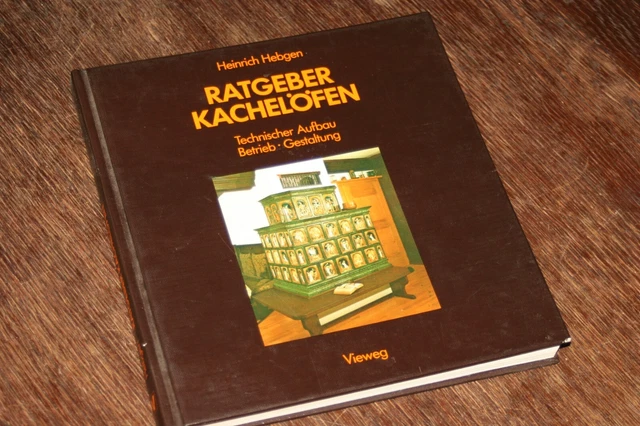 Heinrich Hebgen
RATGEBER
KACHELÖFEN
Technischer Aufbau
Betrieb · Gestaltung
Vieweg